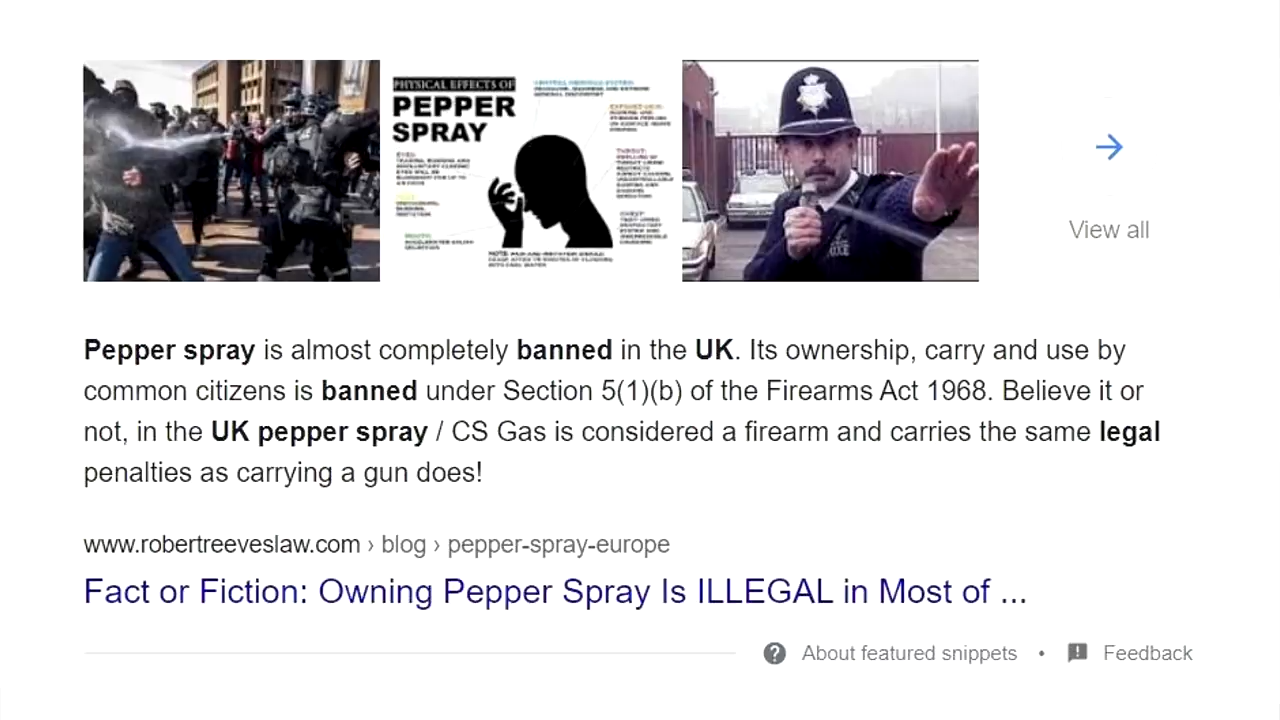 PHYSICAL EFFECTS OF
PEPPER
SPRAY
View all
Pepper spray is almost completely banned in the UK. Its ownership, carry and use by
common citizens is banned under Section 5(1)(b) of the Firearms Act 1968. Believe it or
not, in the UK pepper spray / CS Gas is considered a firearm and carries the same legal
penalties as carrying a gun does!
www.robertreeveslaw.com › blog › pepper-spray-europe
Fact or Fiction: Owning Pepper Spray Is ILLEGAL in Most of ...
About featured snippets • Feedback